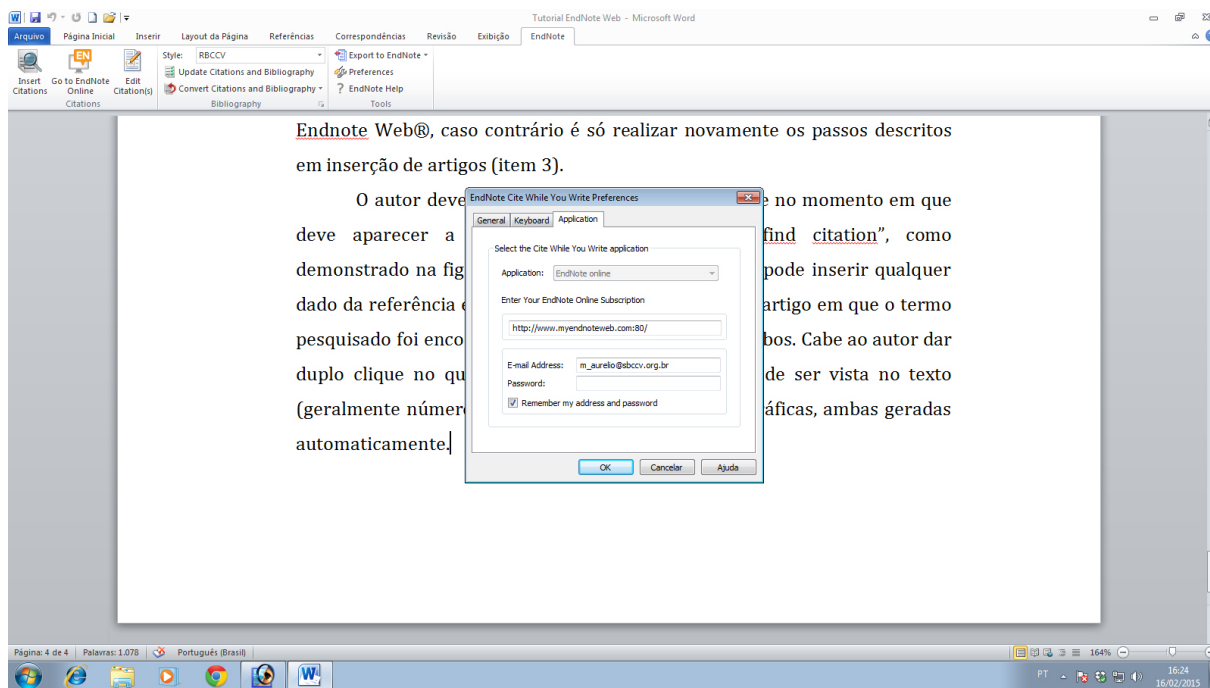 Tutorial EndNote Web - Microsoft Word
Arquivo Página Inicial Inserir Layout da Página Referências Correspondências Revisão Exibição EndNote
Insert Citations
Go to EndNote Online
Edit Citation(s)
Citations
Style: RBCCV
Update Citations and Bibliography
Convert Citations and Bibliography
Bibliography
Export to EndNote
Preferences
EndNote Help
Tools
Endnote Web®, caso contrário é só realizar novamente os passos descritos
em inserção de artigos (item 3).
O autor deve e no momento em que
deve aparecer a find citation”, como
demonstrado na fig pode inserir qualquer
dado da referência e artigo em que o termo
pesquisado foi enco bos. Cabe ao autor dar
duplo clique no qu de ser vista no texto
(geralmente número áficas, ambas geradas
automaticamente.
EndNote Cite While You Write Preferences
General Keyboard Application
Select the Cite While You Write application
Application: EndNote online
Enter Your EndNote Online Subscription
http://www.myendnoteweb.com:80/
E-mail Address: m_aurelio@sbccv.org.br
Password:
Remember my address and password
OK Cancelar Ajuda
Página: 4 de 4 Palavras: 1.078 Português (Brasil) 164%
PT 16:24
16/02/2015